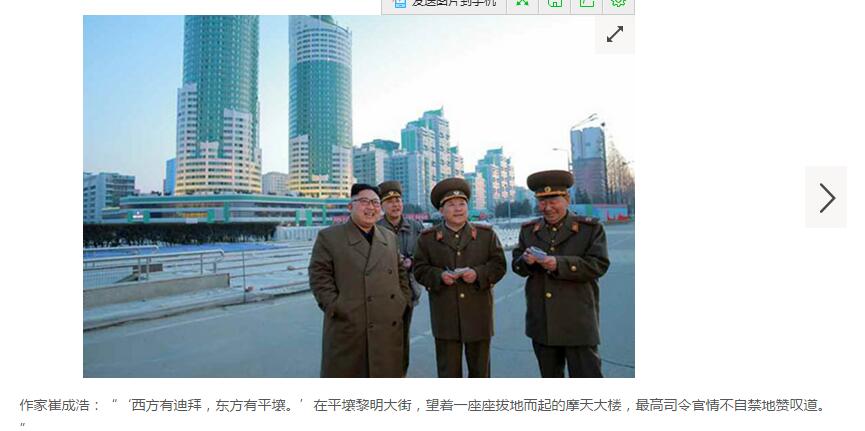 发送图片到手机
作家崔成浩：“‘西方有迪拜，东方有平壤。’在平壤黎明大街，望着一座座拔地而起的摩天大楼，最高司令官情不自禁地赞叹道。
”